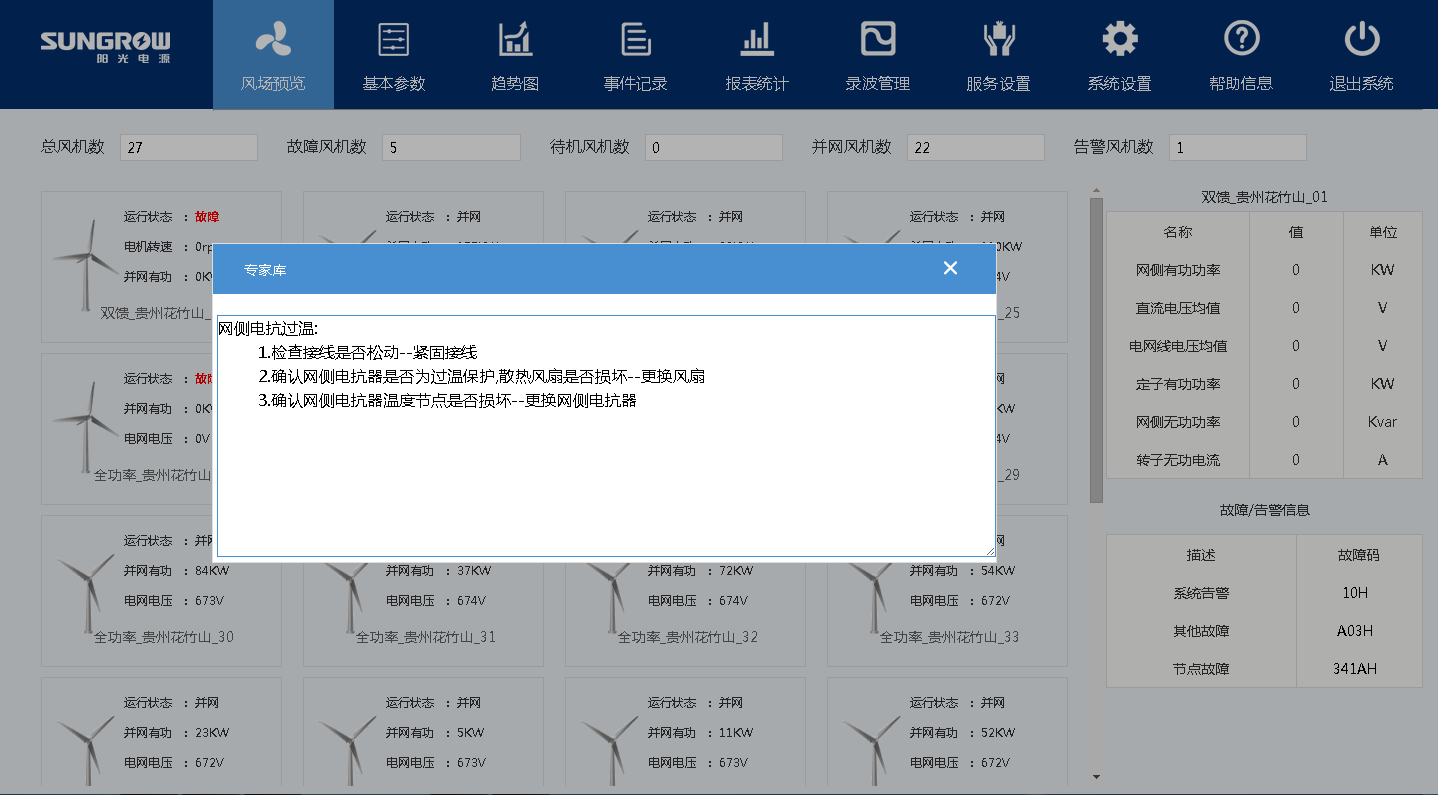 SUNGROW
阳光电源
风场预览
基本参数
趋势图
事件记录
报表统计
录波管理
服务设置
系统设置
帮助信息
退出系统
总风机数 27
故障风机数 5
待机风机数 0
并网风机数 22
告警风机数 1
运行状态 : 故障
电机转速 : 0rp
并网有功 : 0K
双馈_贵州花竹山_
运行状态 : 并网
运行状态 : 并网
运行状态 : 并网
0KW
4V
_25
专家库
网侧电抗过温:
1.检查接线是否松动--紧固接线
2.确认网侧电抗器是否为过温保护,散热风扇是否损坏--更换风扇
3.确认网侧电抗器温度节点是否损坏--更换网侧电抗器
运行状态 : 故
并网有功 : 0K
电网电压 : 0V
全功率_贵州花竹山
KW
4V
_29
运行状态 : 并网
并网有功 : 84KW
电网电压 : 673V
全功率_贵州花竹山_30
并网有功 : 37KW
电网电压 : 674V
全功率_贵州花竹山_31
并网有功 : 72KW
电网电压 : 674V
全功率_贵州花竹山_32
网
并网有功 : 54KW
电网电压 : 672V
全功率_贵州花竹山_33
运行状态 : 并网
并网有功 : 23KW
电网电压 : 672V
运行状态 : 并网
并网有功 : 5KW
电网电压 : 673V
运行状态 : 并网
并网有功 : 11KW
电网电压 : 673V
运行状态 : 并网
并网有功 : 52KW
电网电压 : 672V
双馈_贵州花竹山_01
名称 值 单位
网侧有功功率 0 KW
直流电压均值 0 V
电网线电压均值 0 V
定子有功功率 0 KW
网侧无功功率 0 Kvar
转子无功电流 0 A
故障/告警信息
描述 故障码
系统告警 10H
其他故障 A03H
节点故障 341AH